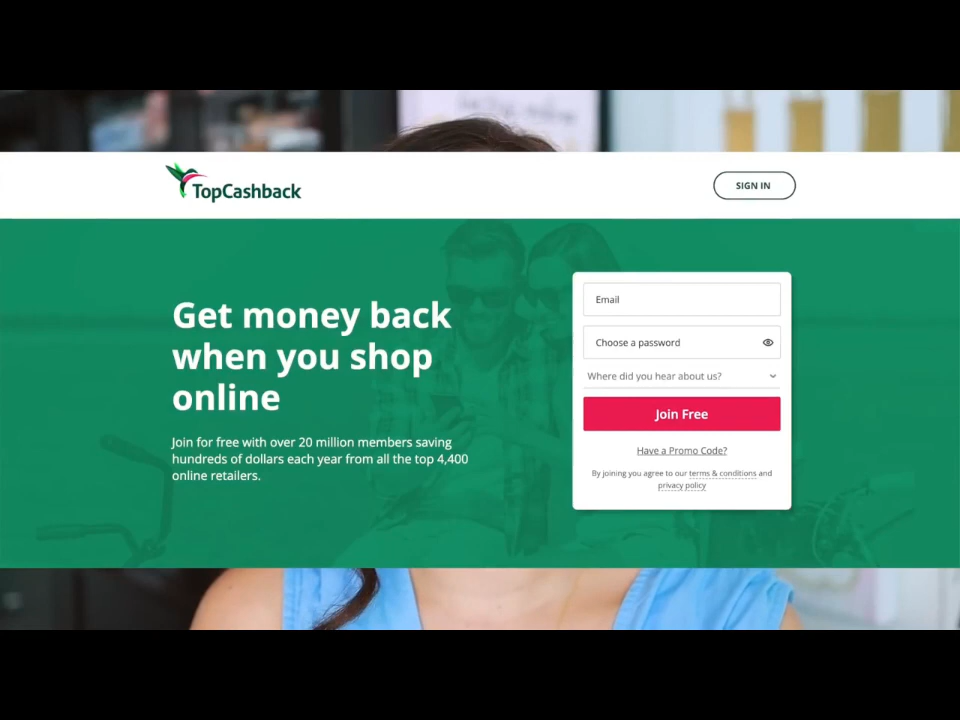 TopCashback
SIGN IN
Get money back
when you shop
online
Join for free with over 20 million members saving
hundreds of dollars each year from all the top 4,400
online retailers.
Email
Choose a password
Where did you hear about us?
Join Free
Have a Promo Code?
By joining you agree to our terms & conditions and
privacy policy